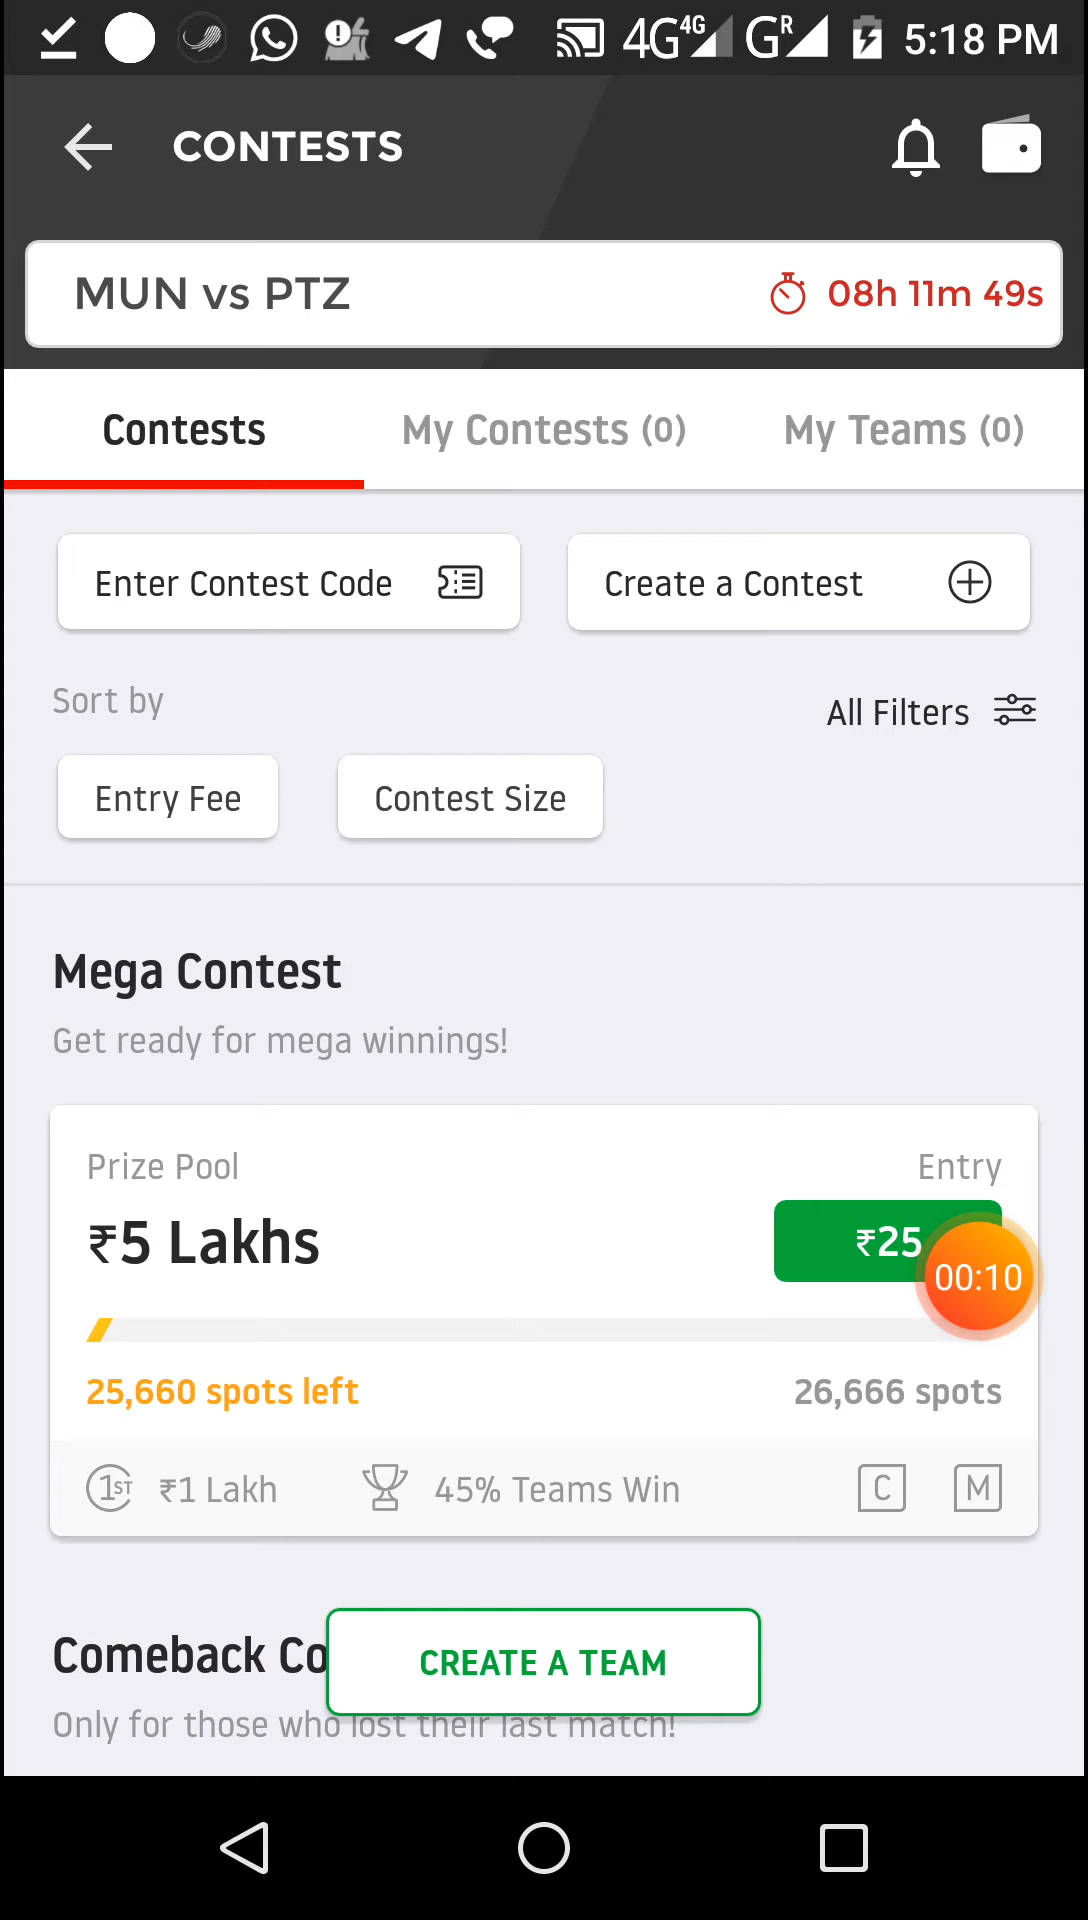 4G 4G G R 5:18 PM
CONTESTS
MUN vs PTZ 08h 11m 49s
Contests My Contests (0) My Teams (0)
Enter Contest Code Create a Contest
Sort by
All Filters
Entry Fee Contest Size
Mega Contest
Get ready for mega winnings!
Prize Pool Entry
₹5 Lakhs ₹25
00:10
25,660 spots left 26,666 spots
1ST ₹1 Lakh 45% Teams Win C M
Comeback Co
CREATE A TEAM
Only for those who lost their last match!